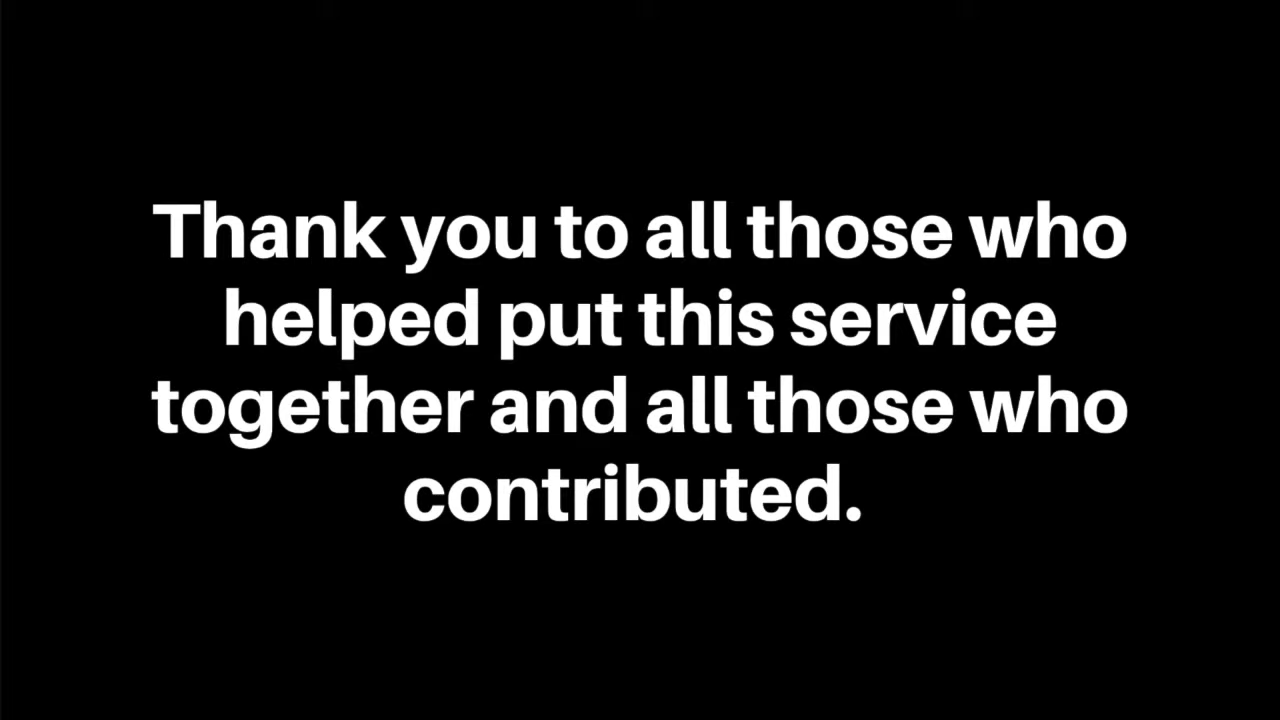 Thank you to all those who
helped put this service
together and all those who
contributed.